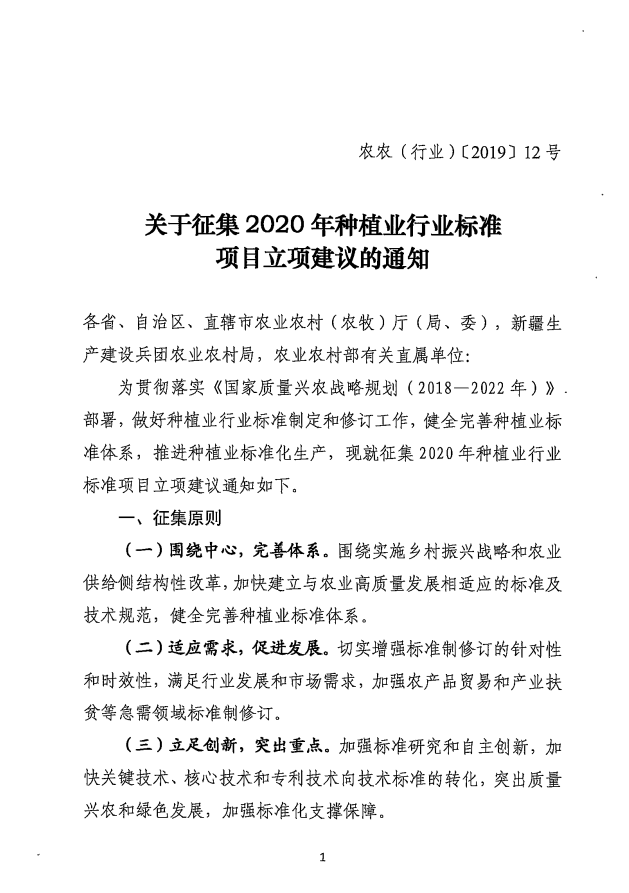 农农（行业）〔2019〕12号
关于征集2020年种植业行业标准
项目立项建议的通知
各省、自治区、直辖市农业农村（农牧）厅（局、委），新疆生
产建设兵团农业农村局，农业农村部有关直属单位：
为贯彻落实《国家质量兴农战略规划（2018—2022年）》
部署，做好种植业行业标准制定和修订工作，健全完善种植业标
准体系，推进种植业标准化生产，现就征集2020年种植业行业
标准项目立项建议通知如下。
一、征集原则
（一）围绕中心，完善体系。围绕实施乡村振兴战略和农业
供给侧结构性改革，加快建立与农业高质量发展相适应的标准及
技术规范，健全完善种植业标准体系。
（二）适应需求，促进发展。切实增强标准制修订的针对性
和时效性，满足行业发展和市场需求，加强农产品贸易和产业扶
贫等急需领域标准制修订。
（三）立足创新，突出重点。加强标准研究和自主创新，加
快关键技术、核心技术和专利技术向技术标准的转化，突出质量
兴农和绿色发展，加强标准化支撑保障。
1